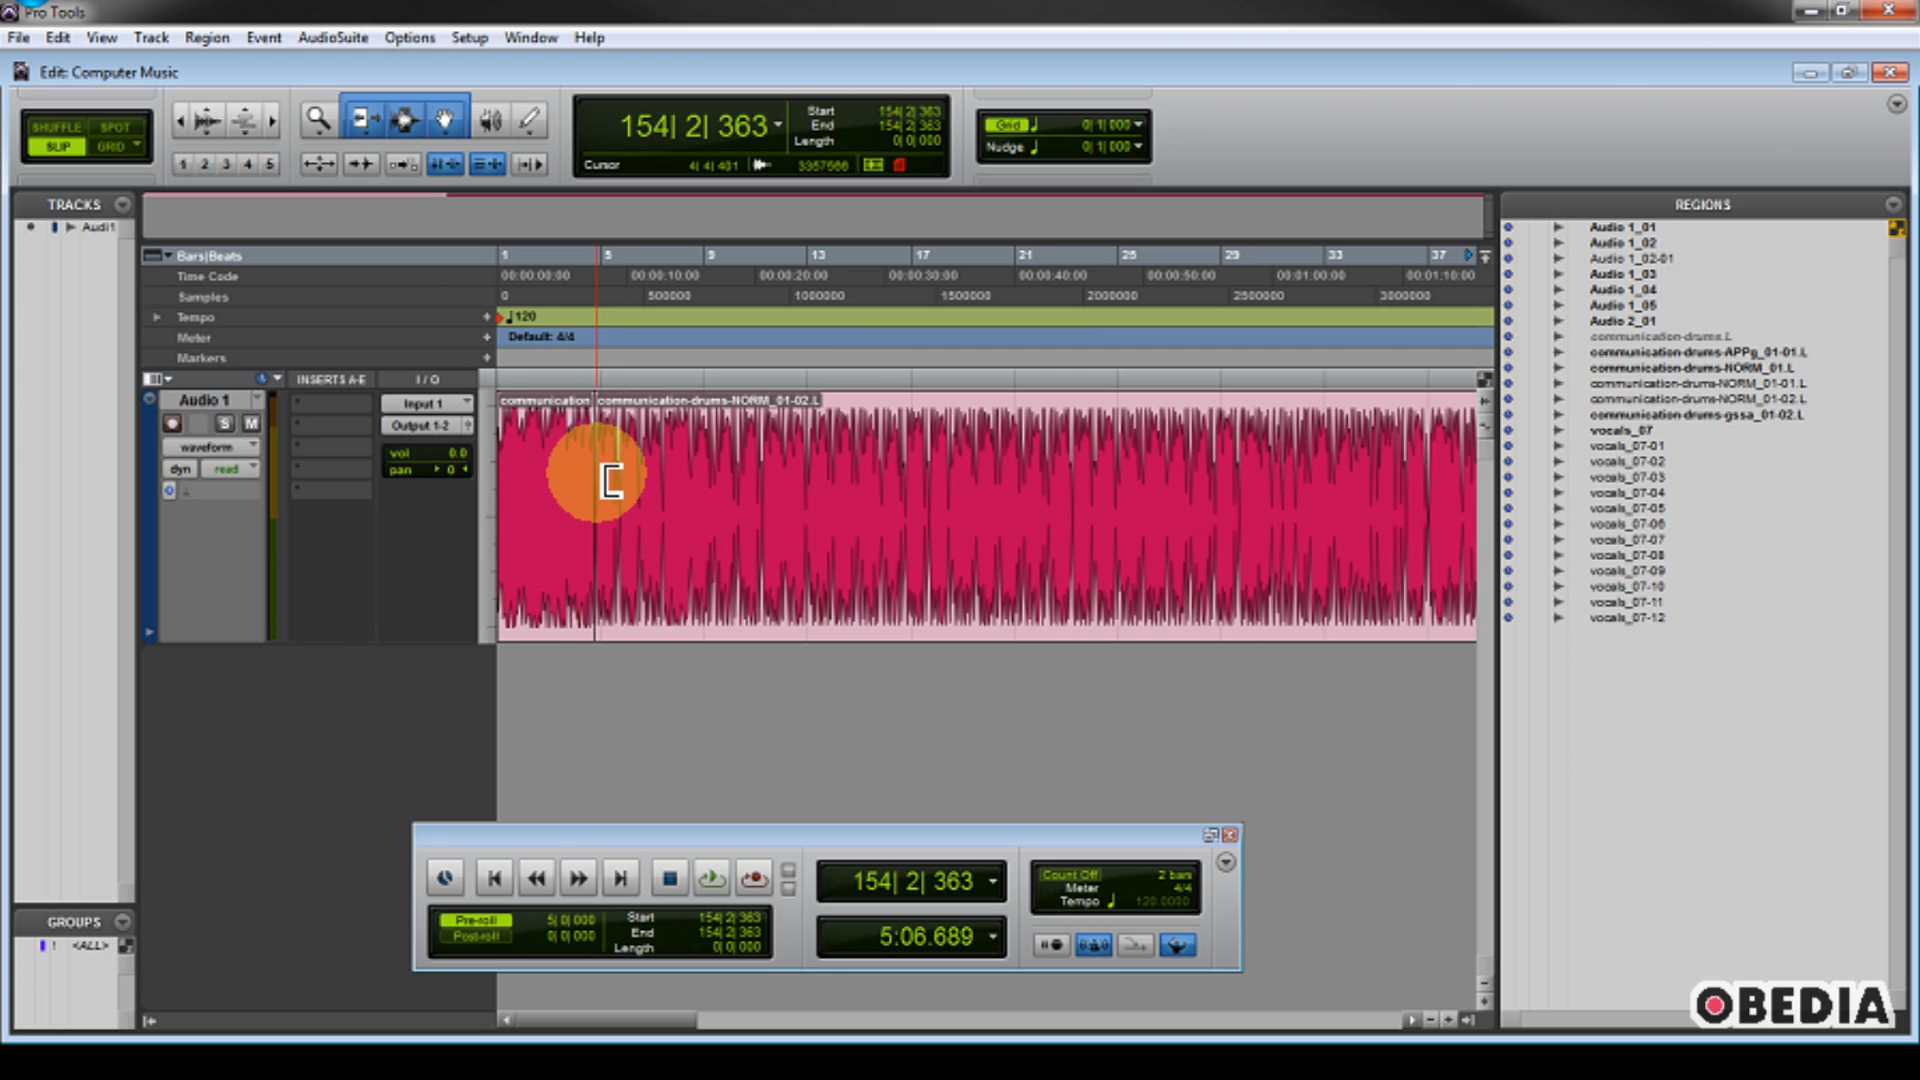 Pro Tools
File Edit View Track Region Event AudioSuite Options Setup Window Help
Edit: Computer Music
SHUFFLE SPOT
SLIP GRID
1 2 3 4 5
154| 2| 363
Start 154| 2| 363
End 154| 2| 363
Length 0| 0| 000
Cursor 4| 4| 401 3357566
Grid 0| 1| 000
Nudge 0| 1| 000
TRACKS
Audi1
Bars|Beats 1 5 9 13 17 21 25 29 33 37
Time Code 00:00:00:00 00:00:10:00 00:00:20:00 00:00:30:00 00:00:40:00 00:00:50:00 00:01:00:00 00:01:10:00
Samples 0 500000 1000000 1500000 2000000 2500000 3000000
Tempo 120
Meter Default: 4/4
Markers
INSERTS A-E I/O
Audio 1
S M
waveform
dyn read
Input 1
Output 1-2
vol 0.0
pan 0
communication communication-drums-NORM_01-02.L
REGIONS
Audio 1_01
Audio 1_02
Audio 1_02-01
Audio 1_03
Audio 1_04
Audio 1_05
Audio 2_01
communication-drums.L
communication-drums-APPg_01-01.L
communication-drums-NORM_01.L
communication-drums-NORM_01-01.L
communication-drums-NORM_01-02.L
communication-drums-gssa_01-02.L
vocals_07
vocals_07-01
vocals_07-02
vocals_07-03
vocals_07-04
vocals_07-05
vocals_07-06
vocals_07-07
vocals_07-08
vocals_07-09
vocals_07-10
vocals_07-11
vocals_07-12
GROUPS
1 <ALL>
Pre-roll 5| 0| 000
Post-roll 0| 0| 000
Start 154| 2| 363
End 154| 2| 363
Length 0| 0| 000
154| 2| 363
5:06.689
Count Off 2 bars
Meter 4/4
Tempo 120.0000
OBEDIA